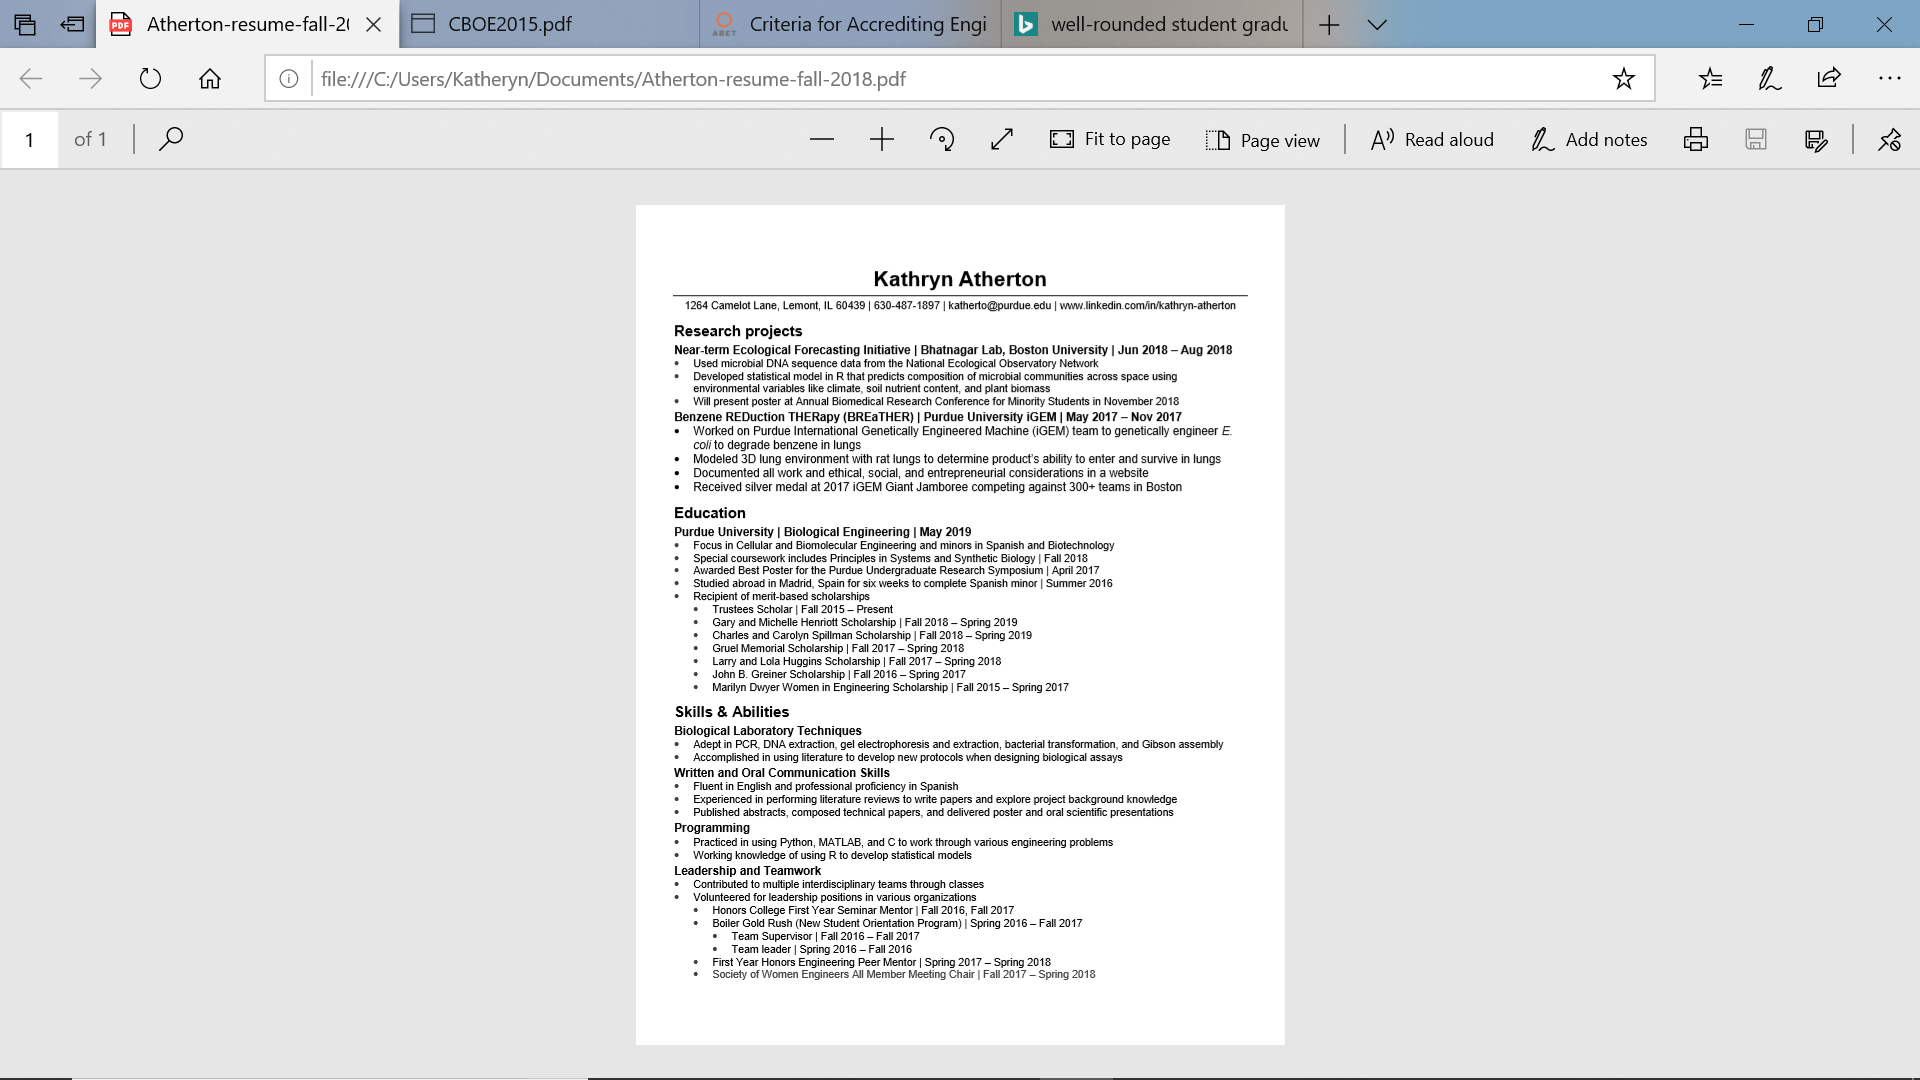 Atherton-resume-fall-20
CBOE2015.pdf
Criteria for Accrediting Engi
well-rounded student gradu
file:///C:/Users/Katheryn/Documents/Atherton-resume-fall-2018.pdf
1 of 1
Fit to page
Page view
Read aloud
Add notes
Kathryn Atherton
1264 Camelot Lane, Lemont, IL 60439 | 630-487-1897 | katherto@purdue.edu | www.linkedin.com/in/kathryn-atherton
Research projects
Near-term Ecological Forecasting Initiative | Bhatnagar Lab, Boston University | Jun 2018 – Aug 2018
• Used microbial DNA sequence data from the National Ecological Observatory Network
• Developed statistical model in R that predicts composition of microbial communities across space using
environmental variables like climate, soil nutrient content, and plant biomass
• Will present poster at Annual Biomedical Research Conference for Minority Students in November 2018
Benzene REDuction THERapy (BREaTHER) | Purdue University iGEM | May 2017 – Nov 2017
• Worked on Purdue International Genetically Engineered Machine (iGEM) team to genetically engineer E.
coli to degrade benzene in lungs
• Modeled 3D lung environment with rat lungs to determine product's ability to enter and survive in lungs
• Documented all work and ethical, social, and entrepreneurial considerations in a website
• Received silver medal at 2017 iGEM Giant Jamboree competing against 300+ teams in Boston
Education
Purdue University | Biological Engineering | May 2019
• Focus in Cellular and Biomolecular Engineering and minors in Spanish and Biotechnology
• Special coursework includes Principles in Systems and Synthetic Biology | Fall 2018
• Awarded Best Poster for the Purdue Undergraduate Research Symposium | April 2017
• Studied abroad in Madrid, Spain for six weeks to complete Spanish minor | Summer 2016
• Recipient of merit-based scholarships
• Trustees Scholar | Fall 2015 – Present
• Gary and Michelle Henriott Scholarship | Fall 2018 – Spring 2019
• Charles and Carolyn Spillman Scholarship | Fall 2018 – Spring 2019
• Gruel Memorial Scholarship | Fall 2017 – Spring 2018
• Larry and Lola Huggins Scholarship | Fall 2017 – Spring 2018
• John B. Greiner Scholarship | Fall 2016 – Spring 2017
• Marilyn Dwyer Women in Engineering Scholarship | Fall 2015 – Spring 2017
Skills & Abilities
Biological Laboratory Techniques
• Adept in PCR, DNA extraction, gel electrophoresis and extraction, bacterial transformation, and Gibson assembly
• Accomplished in using literature to develop new protocols when designing biological assays
Written and Oral Communication Skills
• Fluent in English and professional proficiency in Spanish
• Experienced in performing literature reviews to write papers and explore project background knowledge
• Published abstracts, composed technical papers, and delivered poster and oral scientific presentations
Programming
• Practiced in using Python, MATLAB, and C to work through various engineering problems
• Working knowledge of using R to develop statistical models
Leadership and Teamwork
• Contributed to multiple interdisciplinary teams through classes
• Volunteered for leadership positions in various organizations
• Honors College First Year Seminar Mentor | Fall 2016, Fall 2017
• Boiler Gold Rush (New Student Orientation Program) | Spring 2016 – Fall 2017
• Team Supervisor | Fall 2016 – Fall 2017
• Team leader | Spring 2016 – Fall 2016
• First Year Honors Engineering Peer Mentor | Spring 2017 – Spring 2018
• Society of Women Engineers All Member Meeting Chair | Fall 2017 – Spring 2018